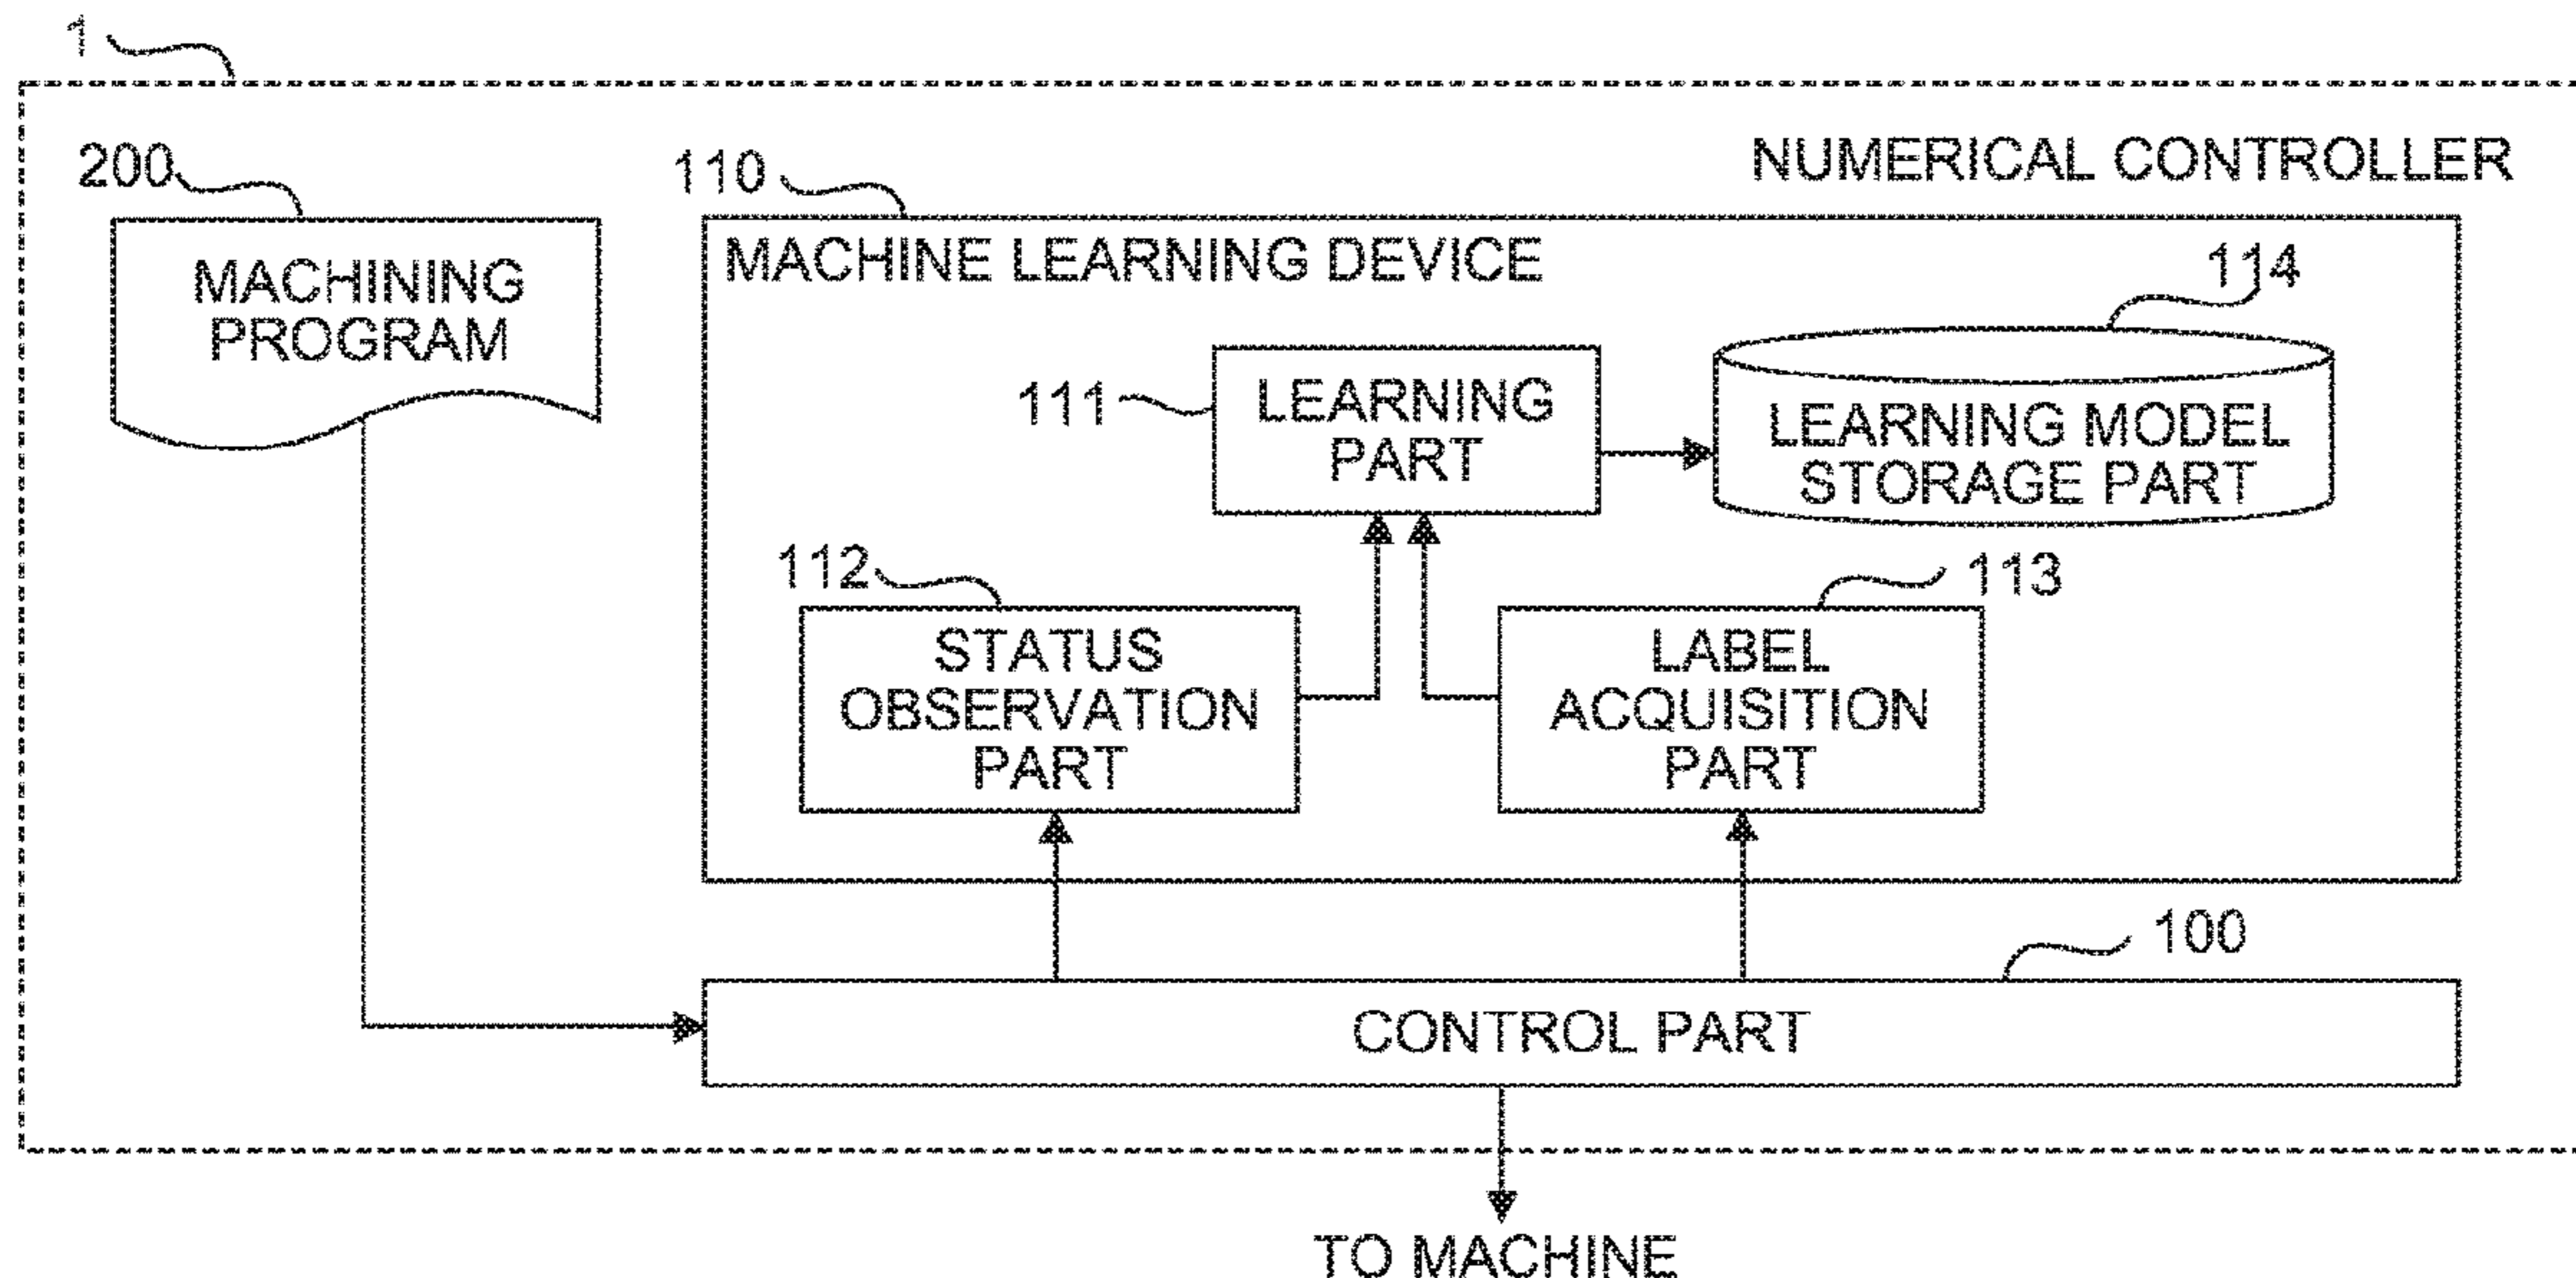 1
200
110
NUMERICAL CONTROLLER
MACHINING
PROGRAM
MACHINE LEARNING DEVICE
114
111
LEARNING
PART
LEARNING MODEL
STORAGE PART
112
113
STATUS
OBSERVATION
PART
LABEL
ACQUISITION
PART
100
CONTROL PART
TO MACHINE